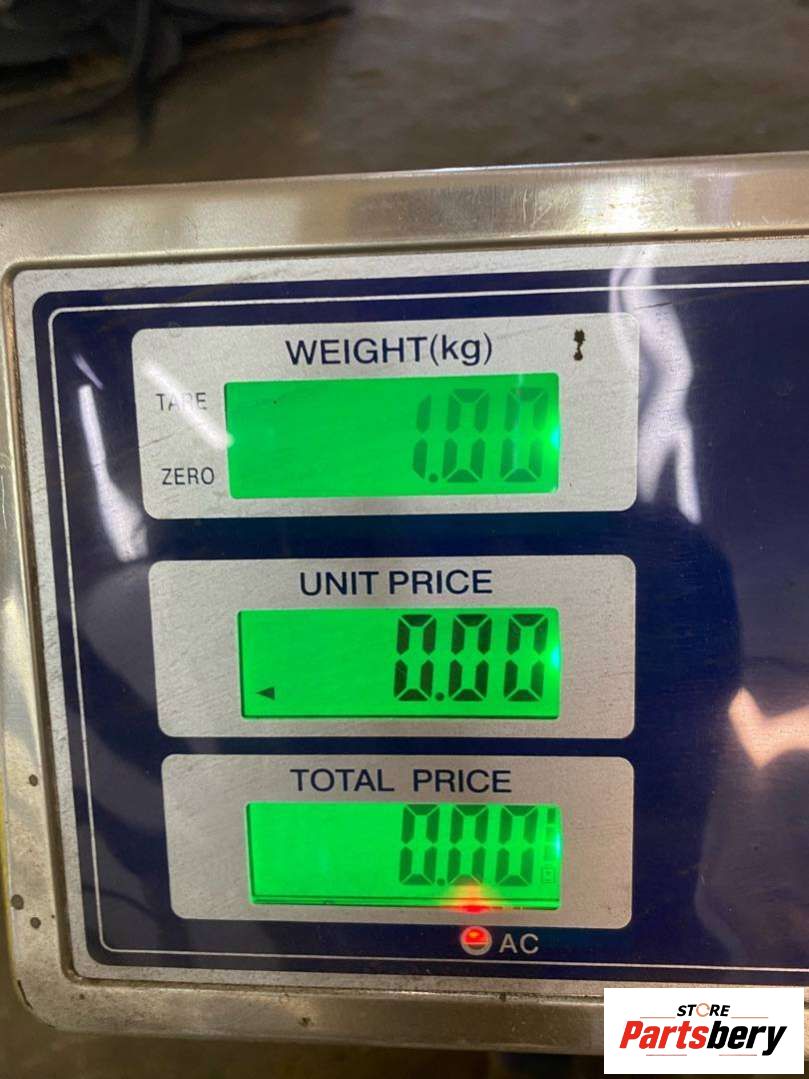 WEIGHT(kg)
TARE
1.00
ZERO
UNIT PRICE
0.00
TOTAL PRICE
0.00
AC
STORE
Partsbery